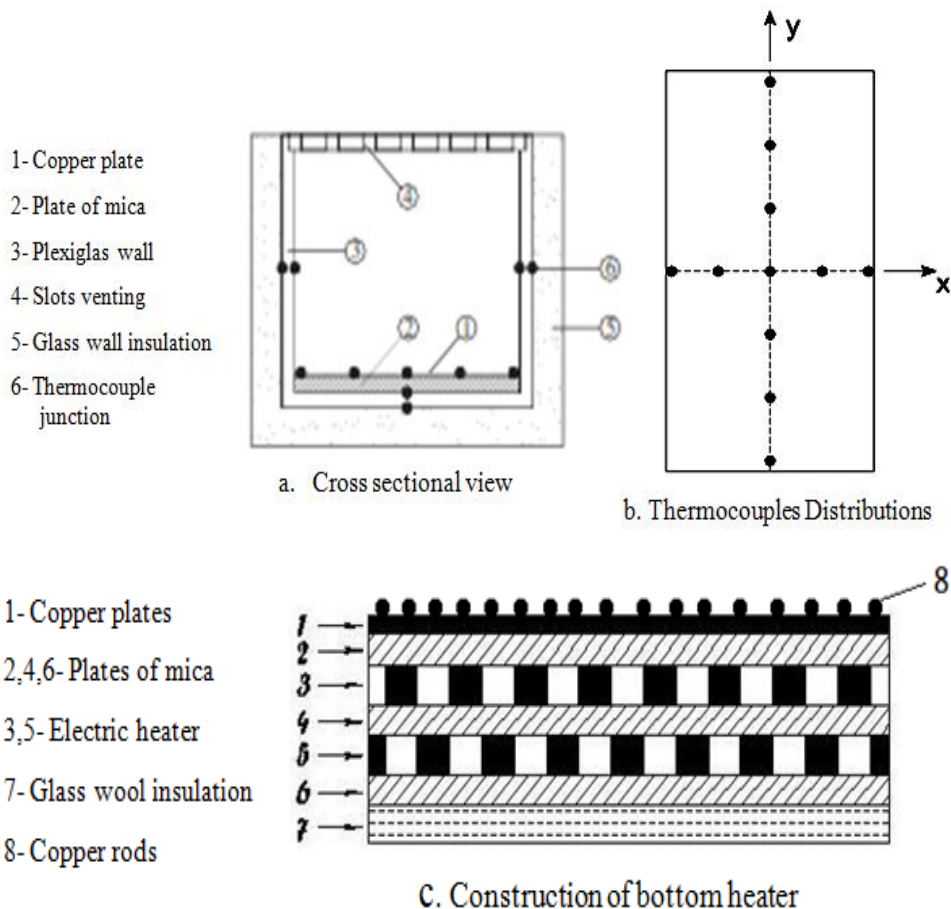 1- Copper plate
2- Plate of mica
3- Plexiglas wall
4- Slots venting
5- Glass wall insulation
6- Thermocouple
junction
4
3
6
2
1
5
a. Cross sectional view
y
x
b. Thermocouples Distributions
1- Copper plates
2,4,6- Plates of mica
3,5- Electric heater
7- Glass wool insulation
8- Copper rods
8
1
2
3
4
5
6
7
c. Construction of bottom heater